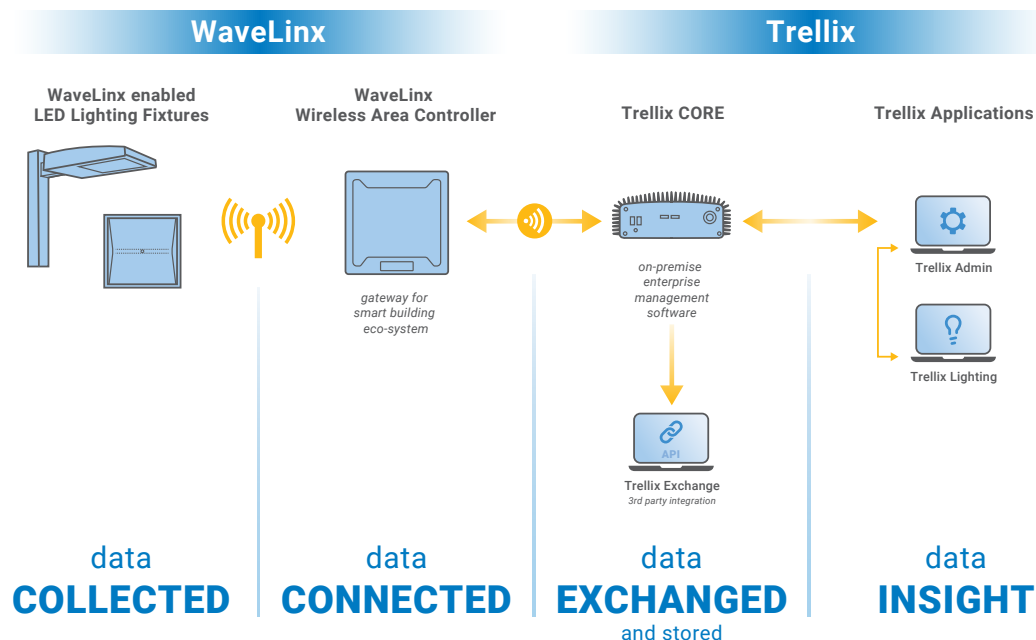 WaveLinx
Trellix
WaveLinx enabled
LED Lighting Fixtures
WaveLinx
Wireless Area Controller
Trellix CORE
Trellix Applications
gateway for
smart building
eco-system
on-premise
enterprise
management
software
Trellix Admin
Trellix Lighting
API
Trellix Exchange
3rd party integration
data
COLLECTED
data
CONNECTED
data
EXCHANGED
and stored
data
INSIGHT